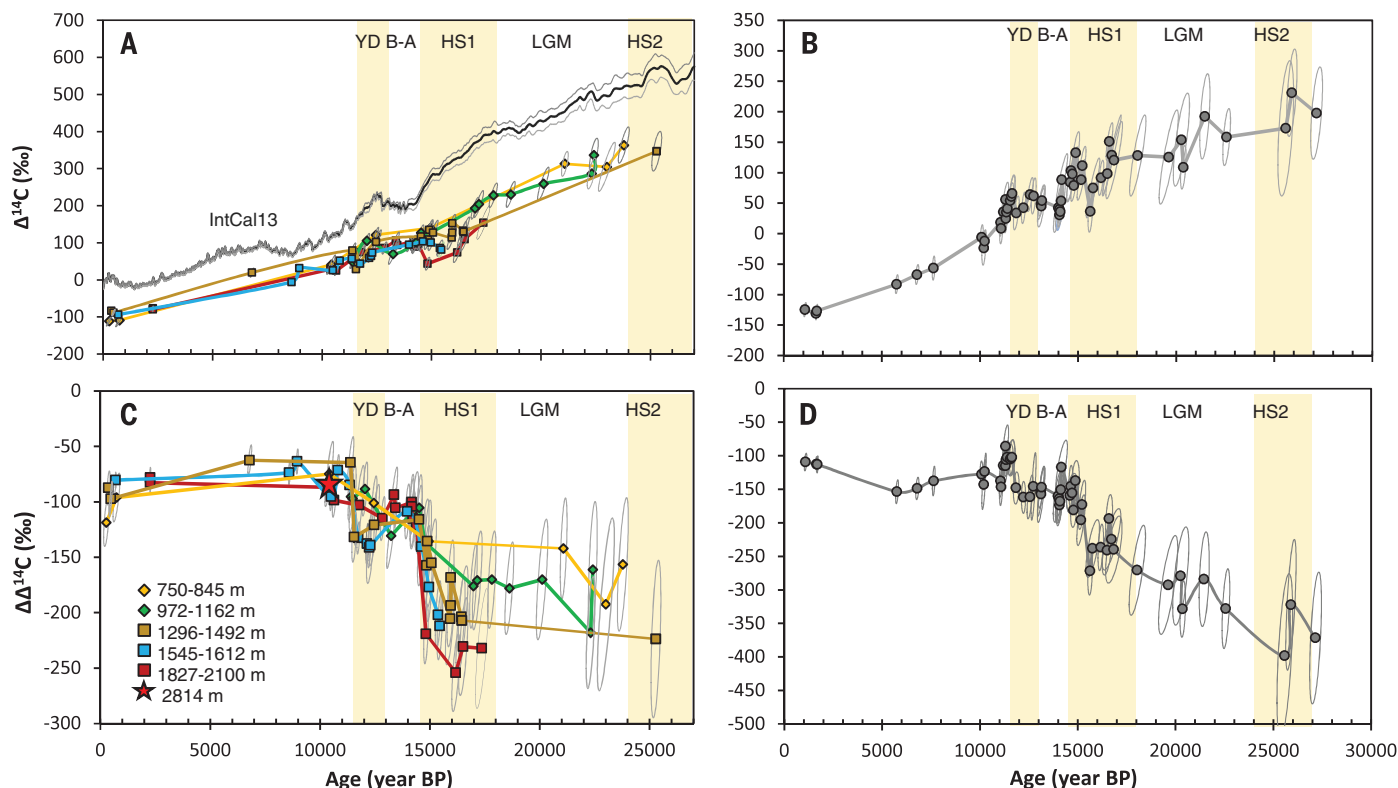 A
YD B-A HS1 LGM HS2
IntCal13
Δ¹⁴C (‰)
700
600
500
400
300
200
100
0
-100
-200
B
YD B-A HS1 LGM HS2
350
300
250
200
150
100
50
0
-50
-100
-150
-200
C
YD B-A HS1 LGM HS2
ΔΔ¹⁴C (‰)
0
-50
-100
-150
-200
-250
-300
750-845 m
972-1162 m
1296-1492 m
1545-1612 m
1827-2100 m
2814 m
0 5000 10000 15000 20000 25000
Age (year BP)
D
YD B-A HS1 LGM HS2
0
-50
-100
-150
-200
-250
-300
-350
-400
-450
-500
0 5000 10000 15000 20000 25000 30000
Age (year BP)